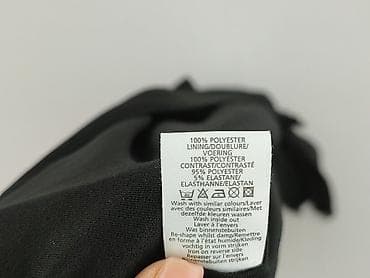 100% POLYESTER
LINING/DOUBLURE/
VOERING
100% POLYESTER
CONTRAST/CONTRASTÉ
95% POLYESTER
5% ELASTANE/
ELASTHANNE/ELASTAN
Wash with similar colours/Laver
avec des couleurs similaires/Met
dezelfde kleuren wassen
Wash inside out
Laver à l'envers
Was binnenstebuiten
Re-shape whilst damp/Remettre
en forme à l'état humide/Kleding
vochtig in vorm strijken
Iron on reverse side
Repasser sur l'envers
binnenstebuiten strijken